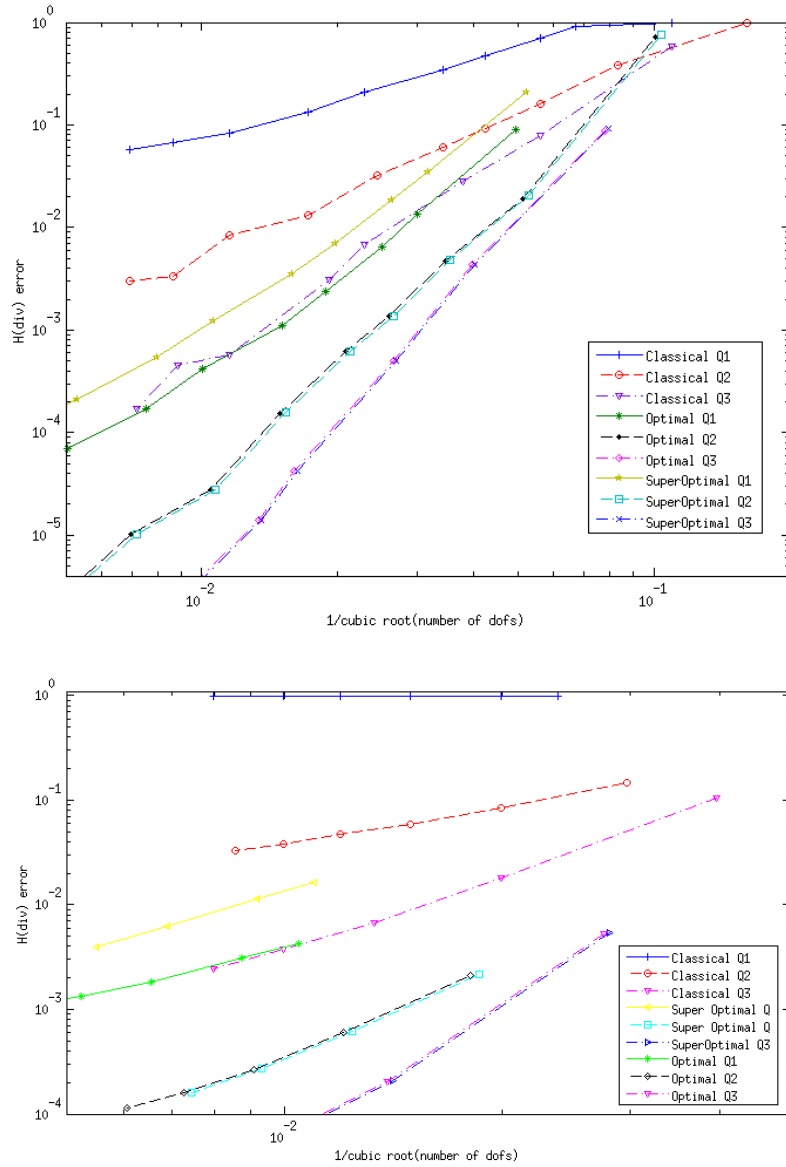 10^0
10^-1
10^-2
10^-3
10^-4
10^-5
H(div) error
10^-2
10^-1
1/cubic root(number of dofs)
Classical Q1
Classical Q2
Classical Q3
Optimal Q1
Optimal Q2
Optimal Q3
SuperOptimal Q1
SuperOptimal Q2
SuperOptimal Q3
10^0
10^-1
10^-2
10^-3
10^-4
H(div) error
10^-2
1/cubic root(number of dofs)
Classical Q1
Classical Q2
Classical Q3
Super Optimal Q
Super Optimal Q
SuperOptimal Q3
Optimal Q1
Optimal Q2
Optimal Q3